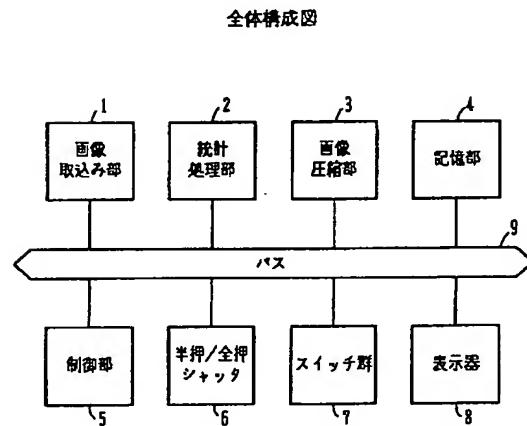 全体構成図
1
2
3
4
画像
取込み部
統計
処理部
画像
圧縮部
記憶部
9
バス
制御部
半押/全押
シャッタ
スイッチ群
表示器
5
6
7
8